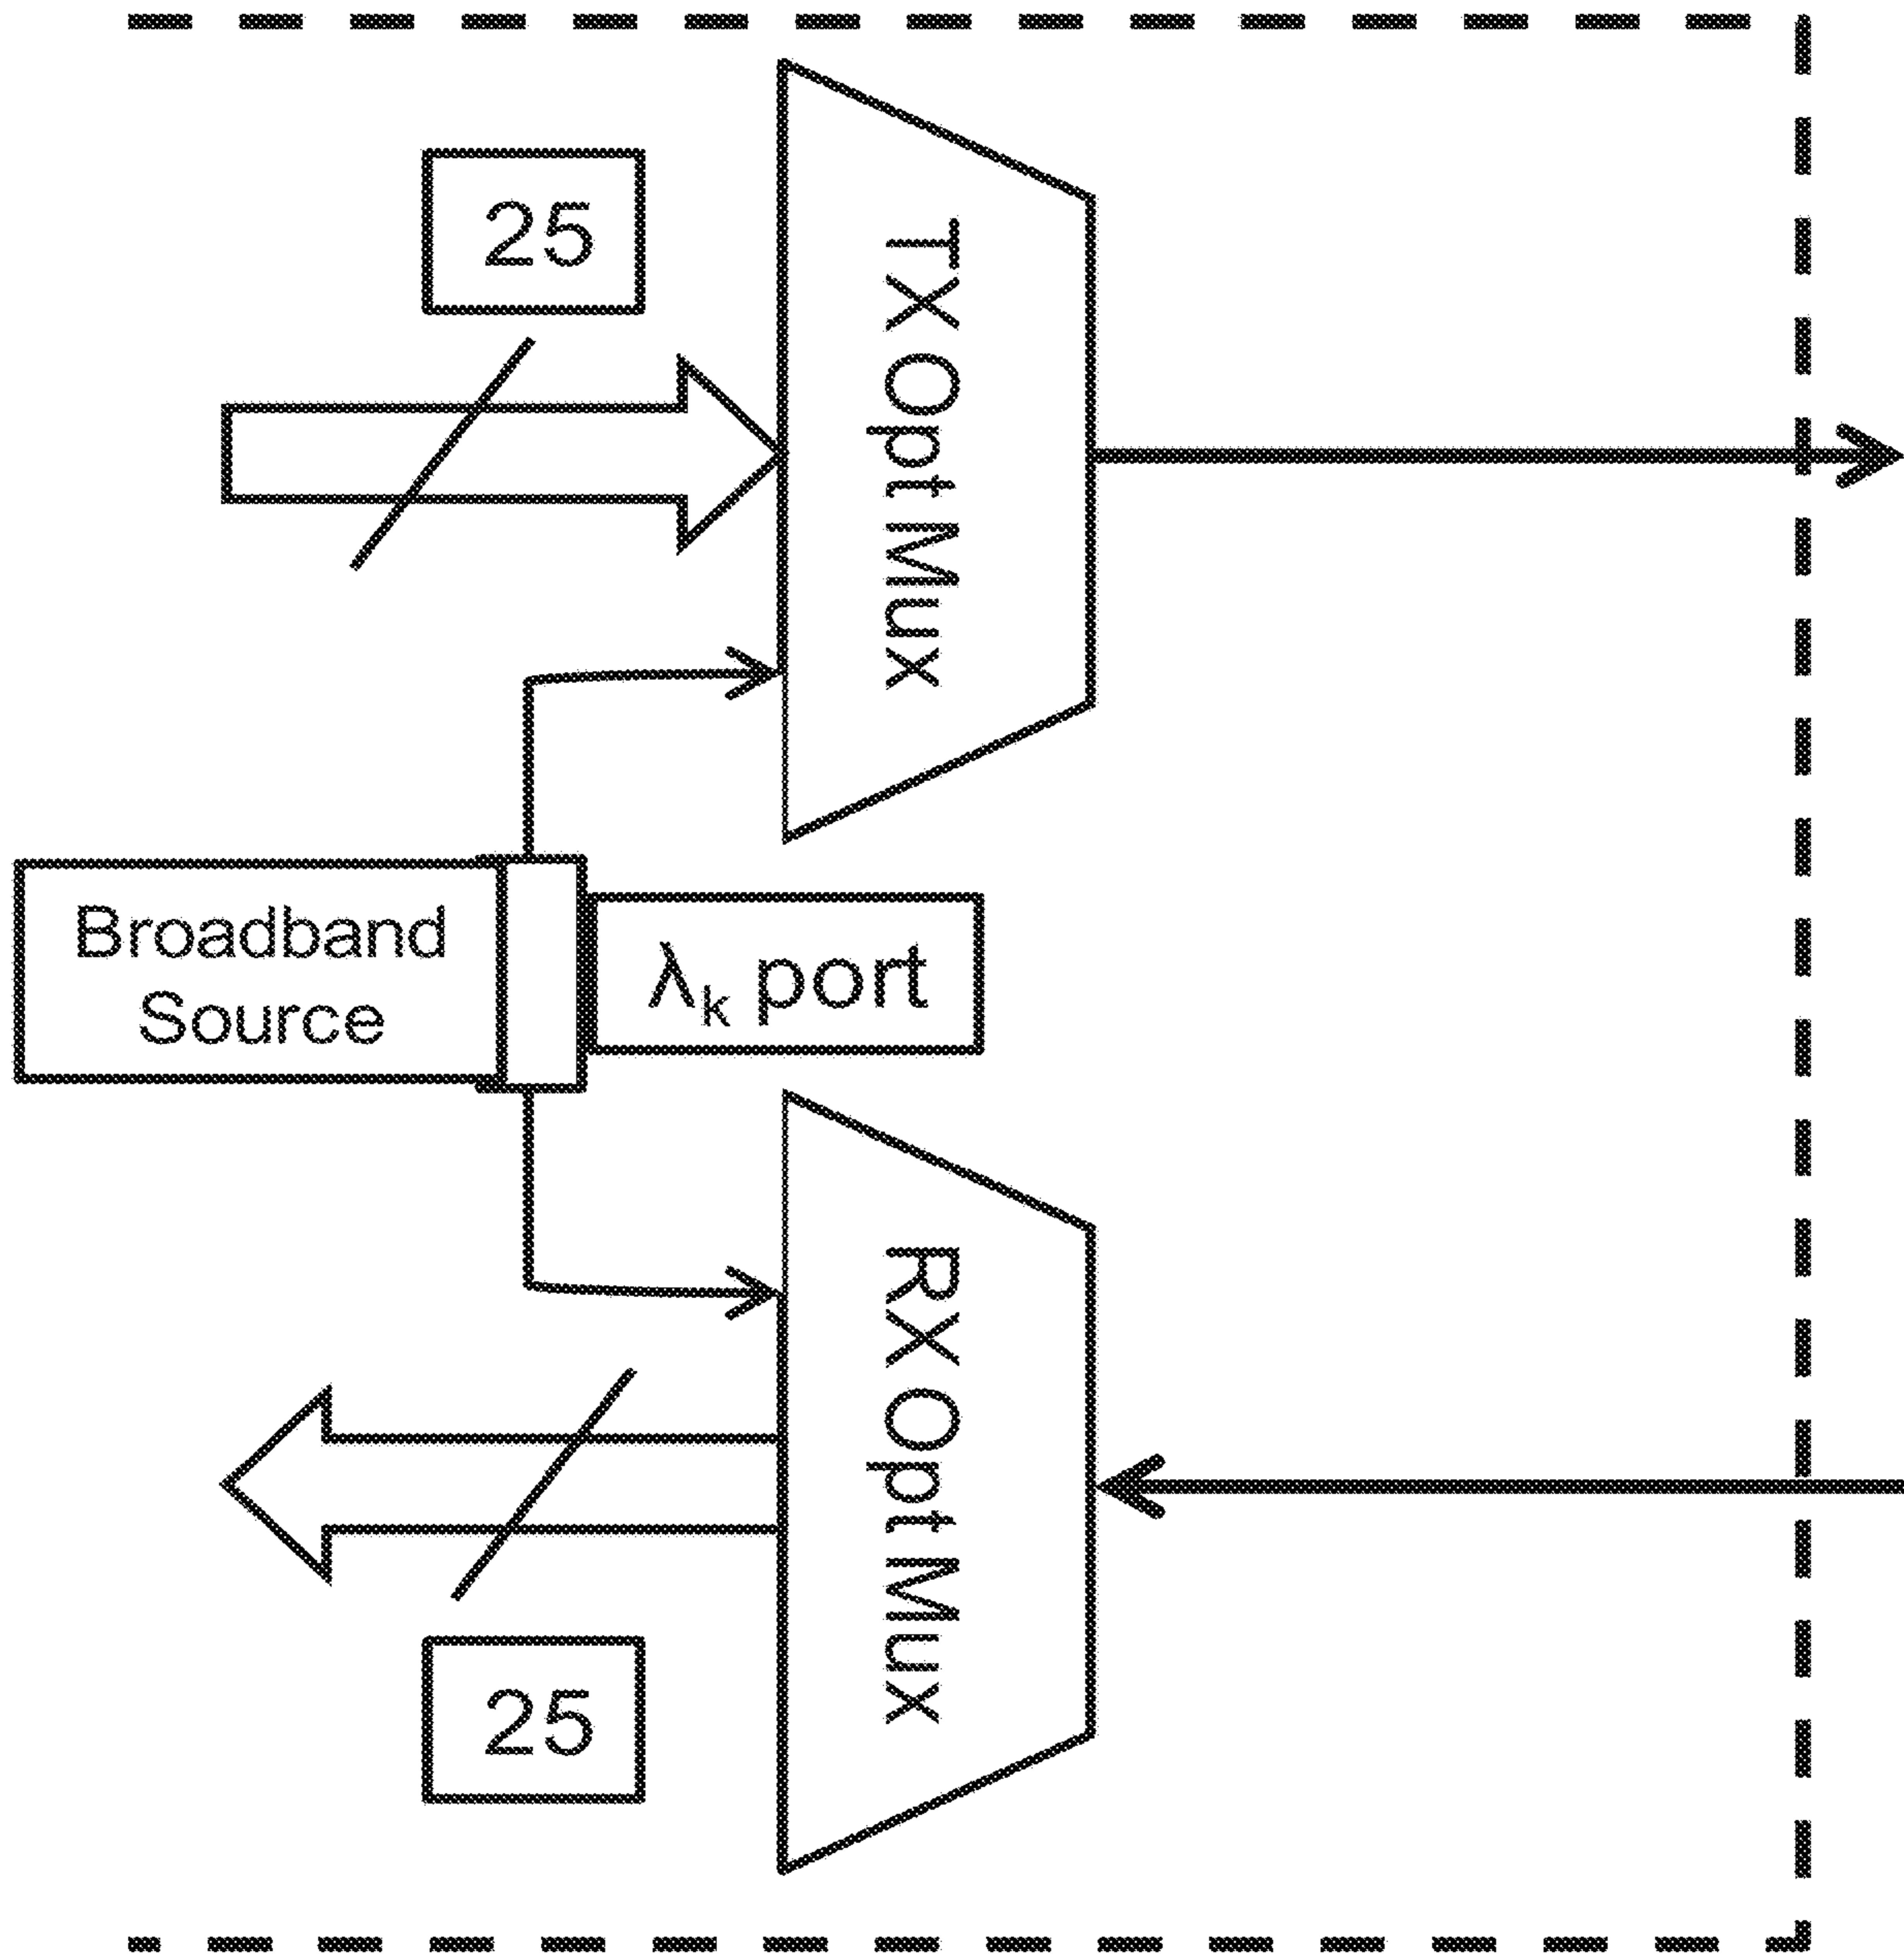 25
TX Opt Mux
Broadband
Source
λk port
RX Opt Mux
25